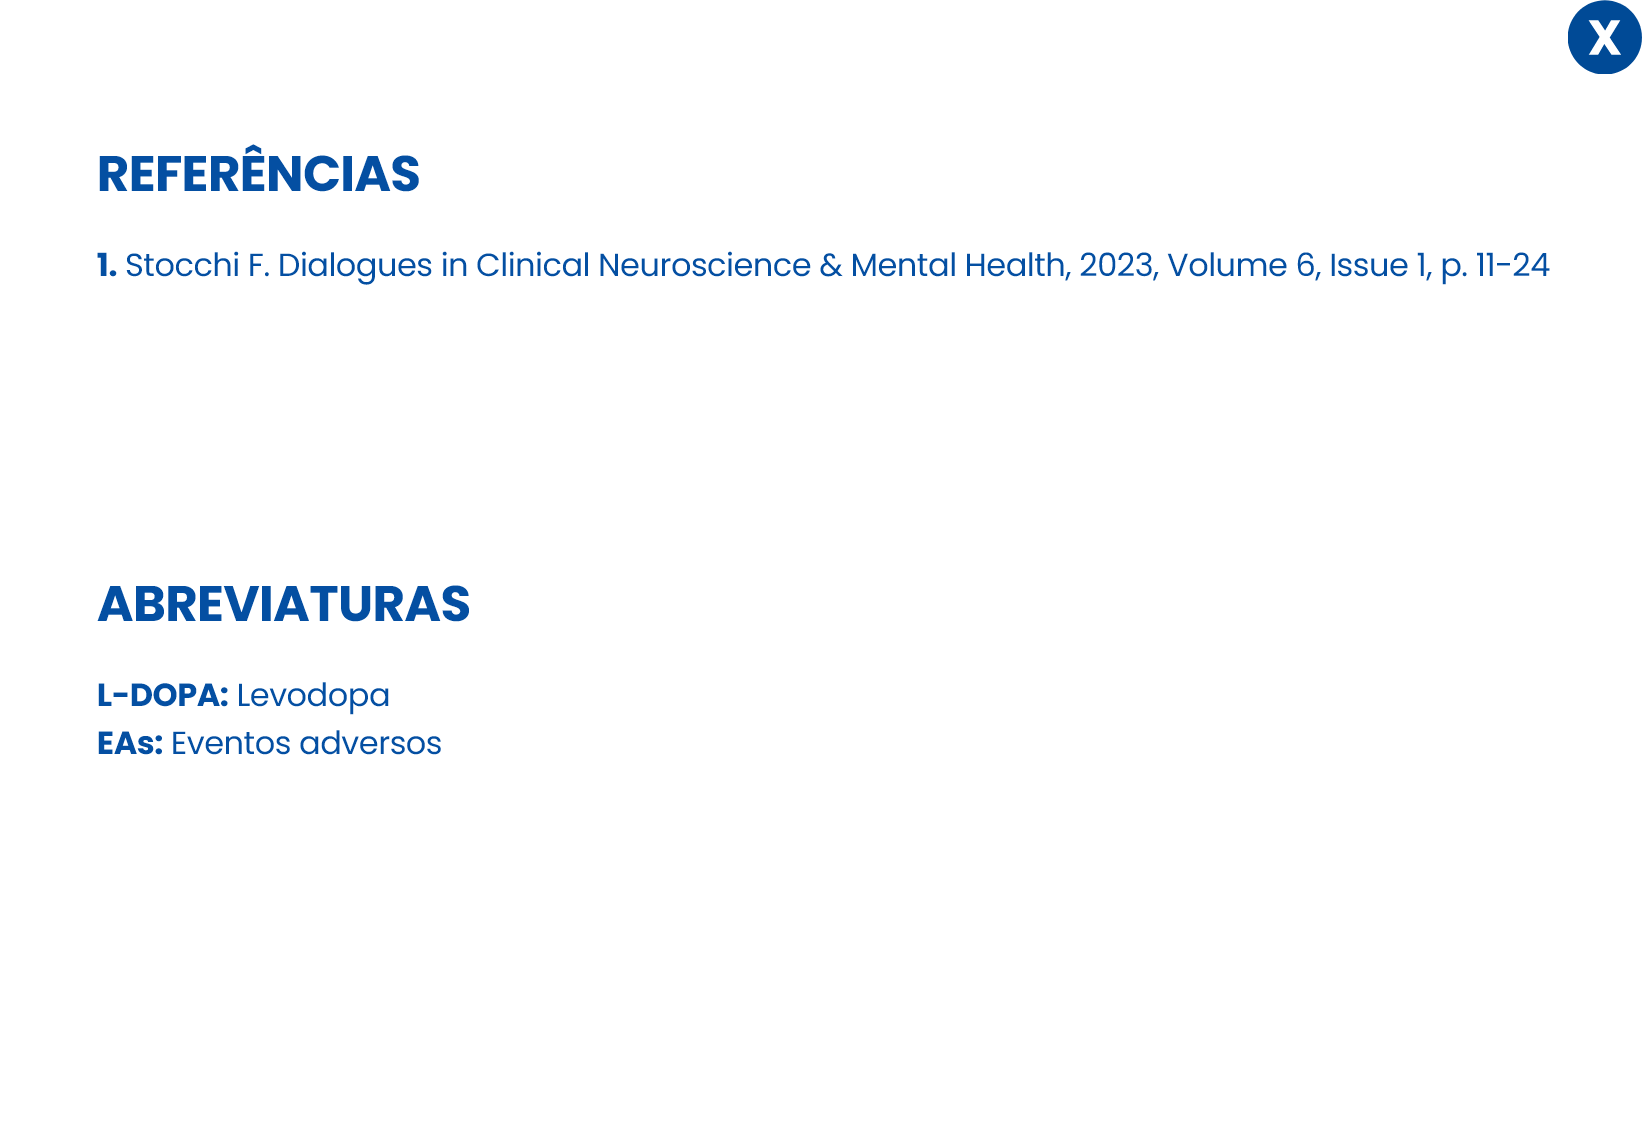 X
REFERÊNCIAS
1. Stocchi F. Dialogues in Clinical Neuroscience & Mental Health, 2023, Volume 6, Issue 1, p. 11-24
ABREVIATURAS
L-DOPA: Levodopa
EAs: Eventos adversos